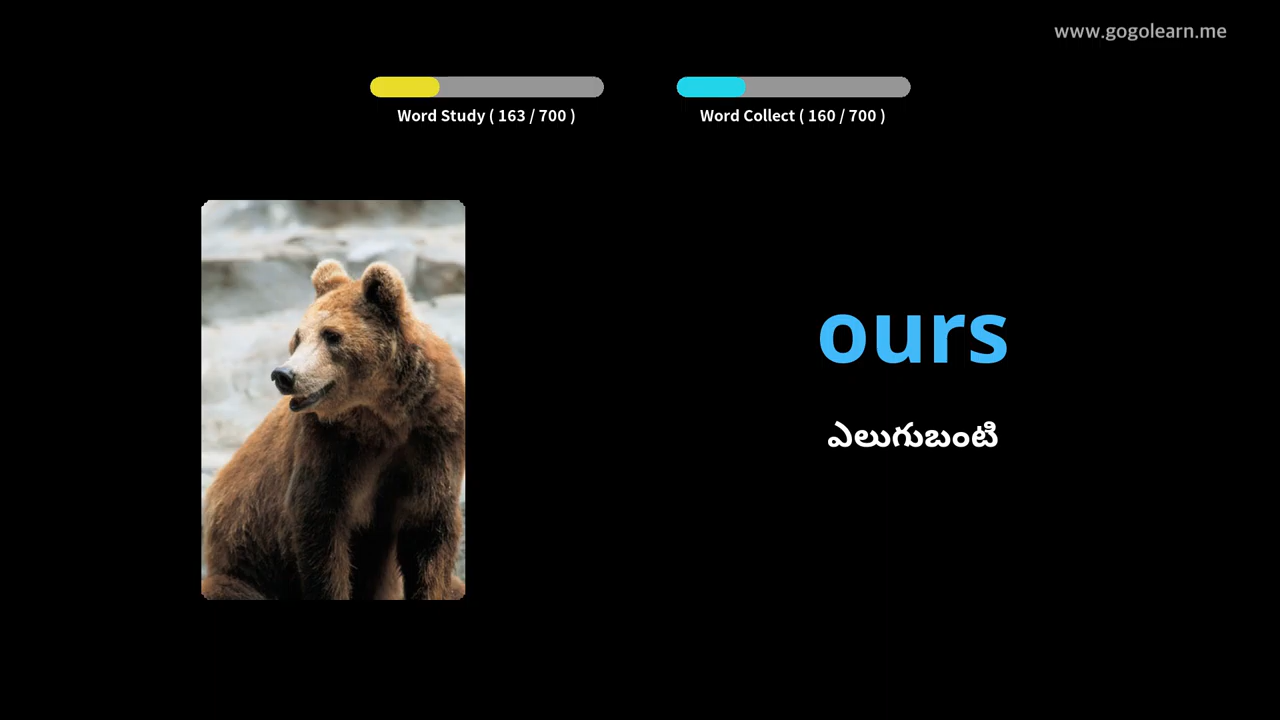 www.gogolearn.me
Word Study ( 163 / 700 )
Word Collect ( 160 / 700 )
ours
ఎలుగుబంటి